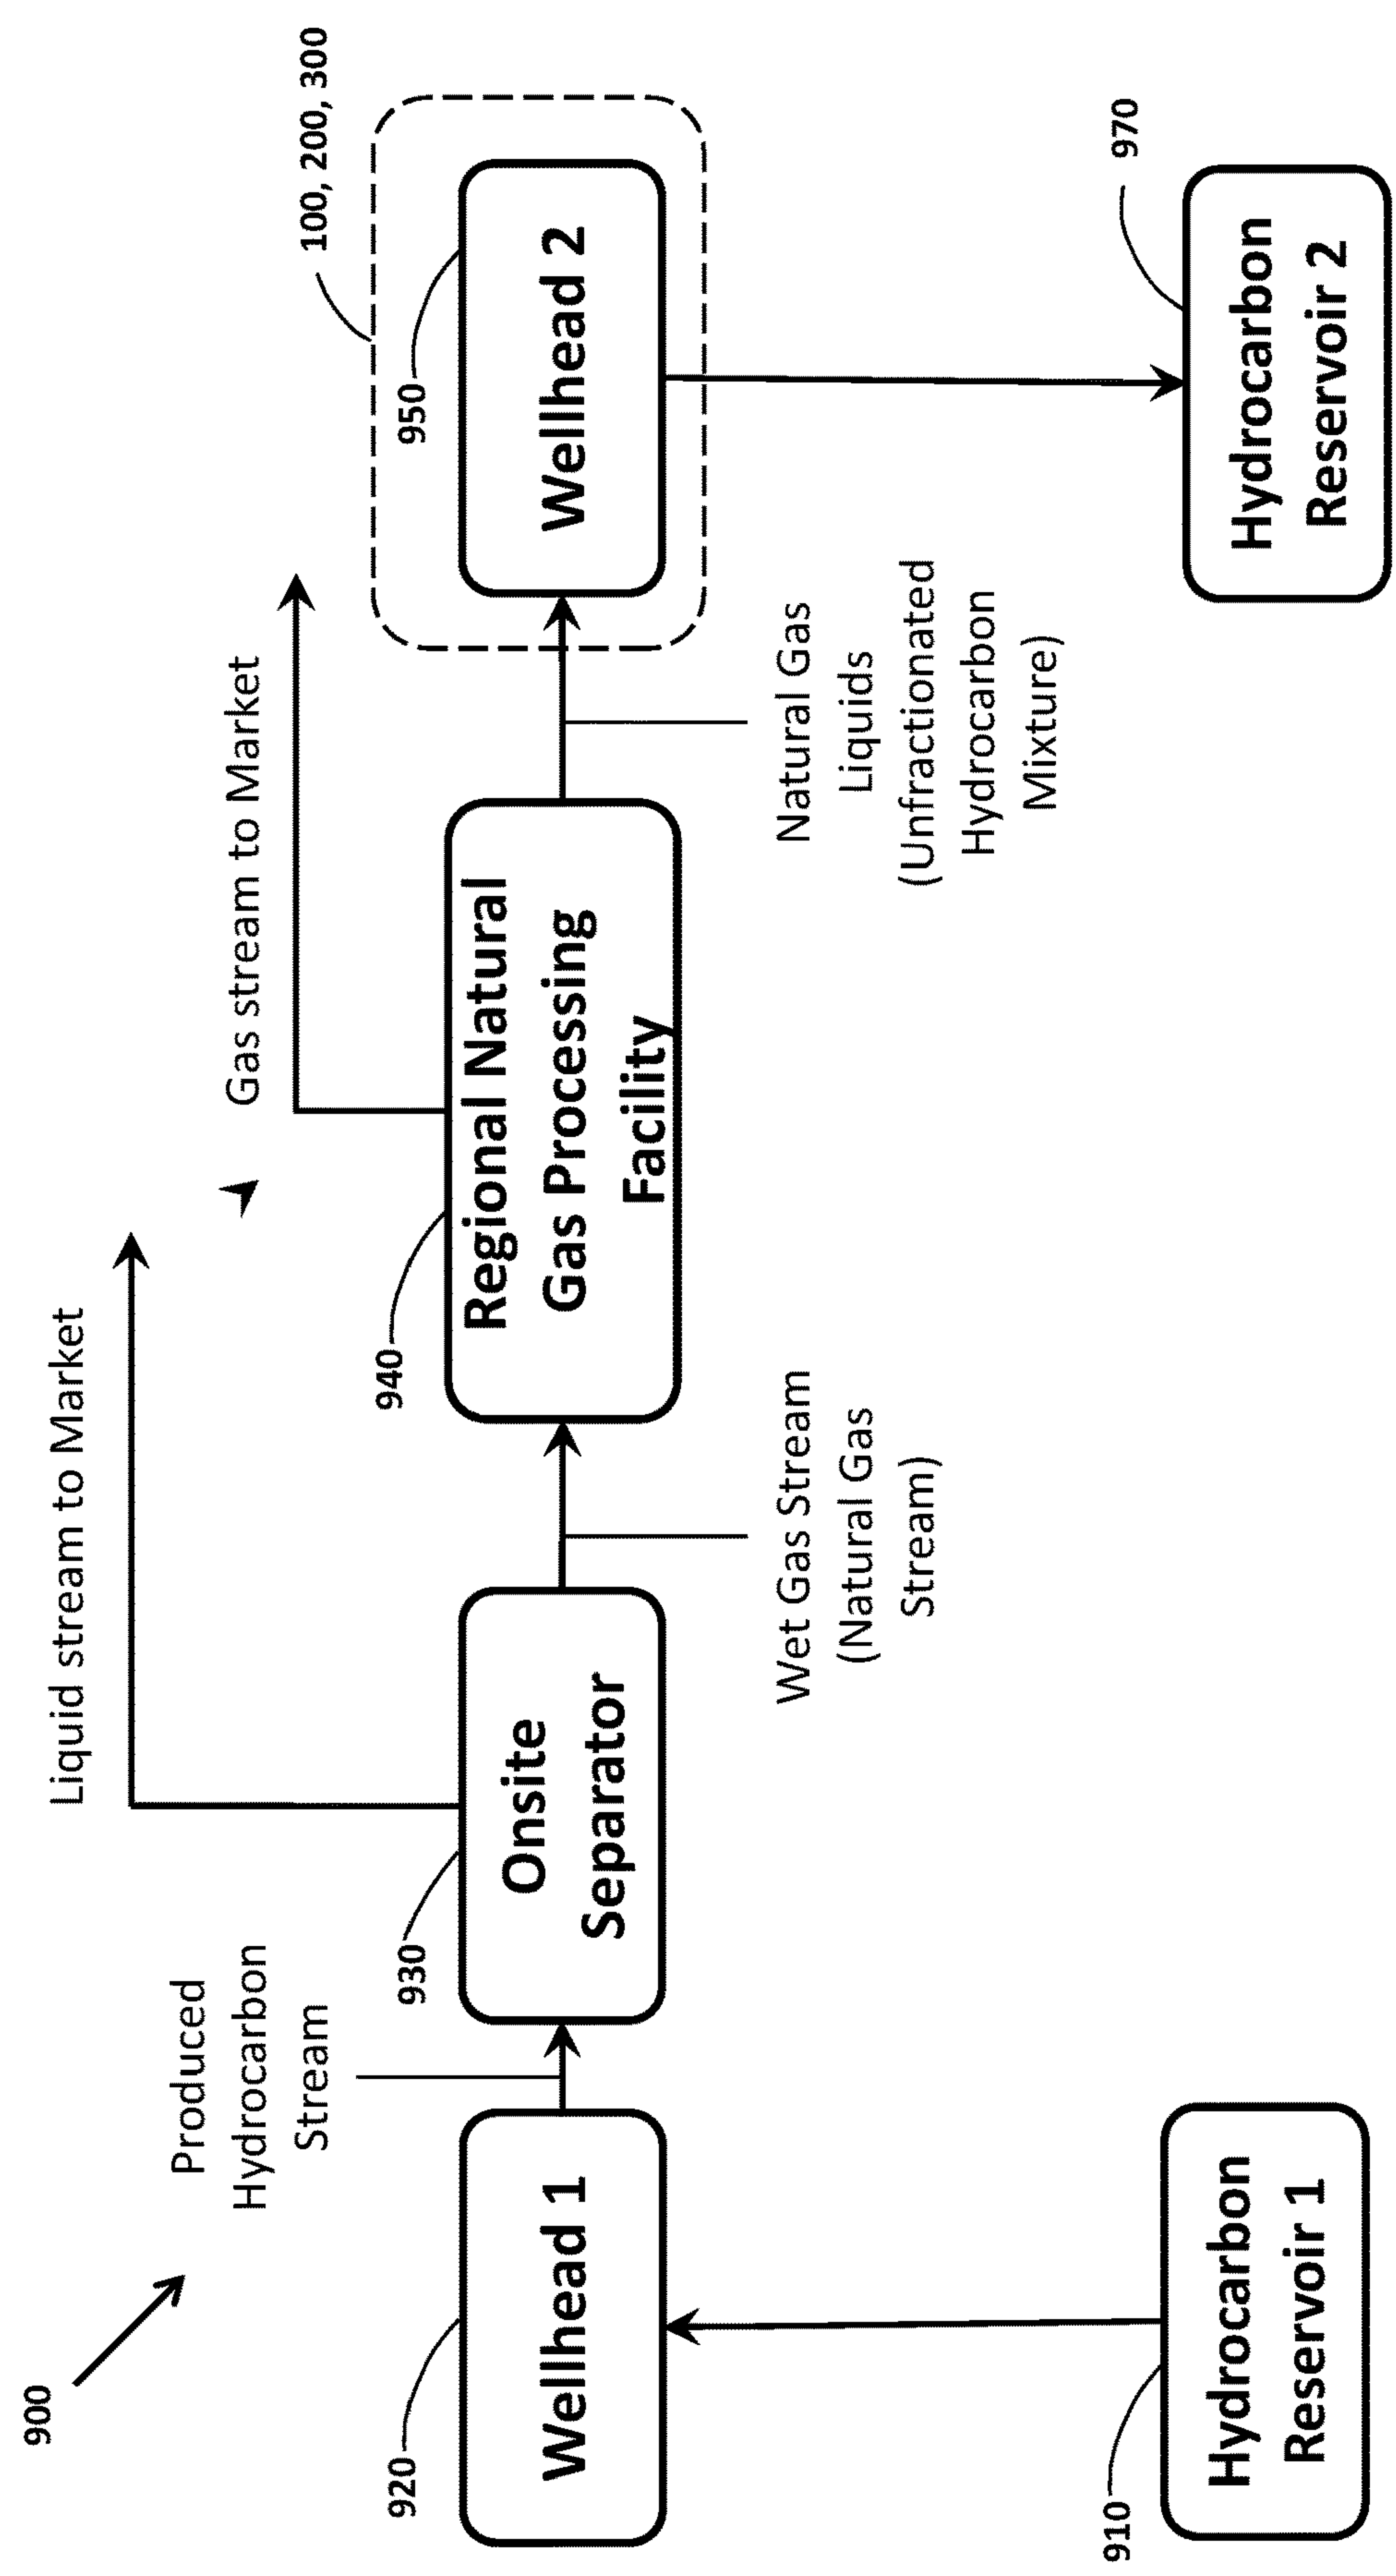 900
Liquid stream to Market
Gas stream to Market
100, 200, 300
Produced
Hydrocarbon
Stream
920
930
940
950
Wellhead 1
Onsite
Separator
Regional Natural
Gas Processing
Facility
Wellhead 2
Wet Gas Stream
(Natural Gas
Stream)
Natural Gas
Liquids
(Unfractionated
Hydrocarbon
Mixture)
910
Hydrocarbon
Reservoir 1
970
Hydrocarbon
Reservoir 2